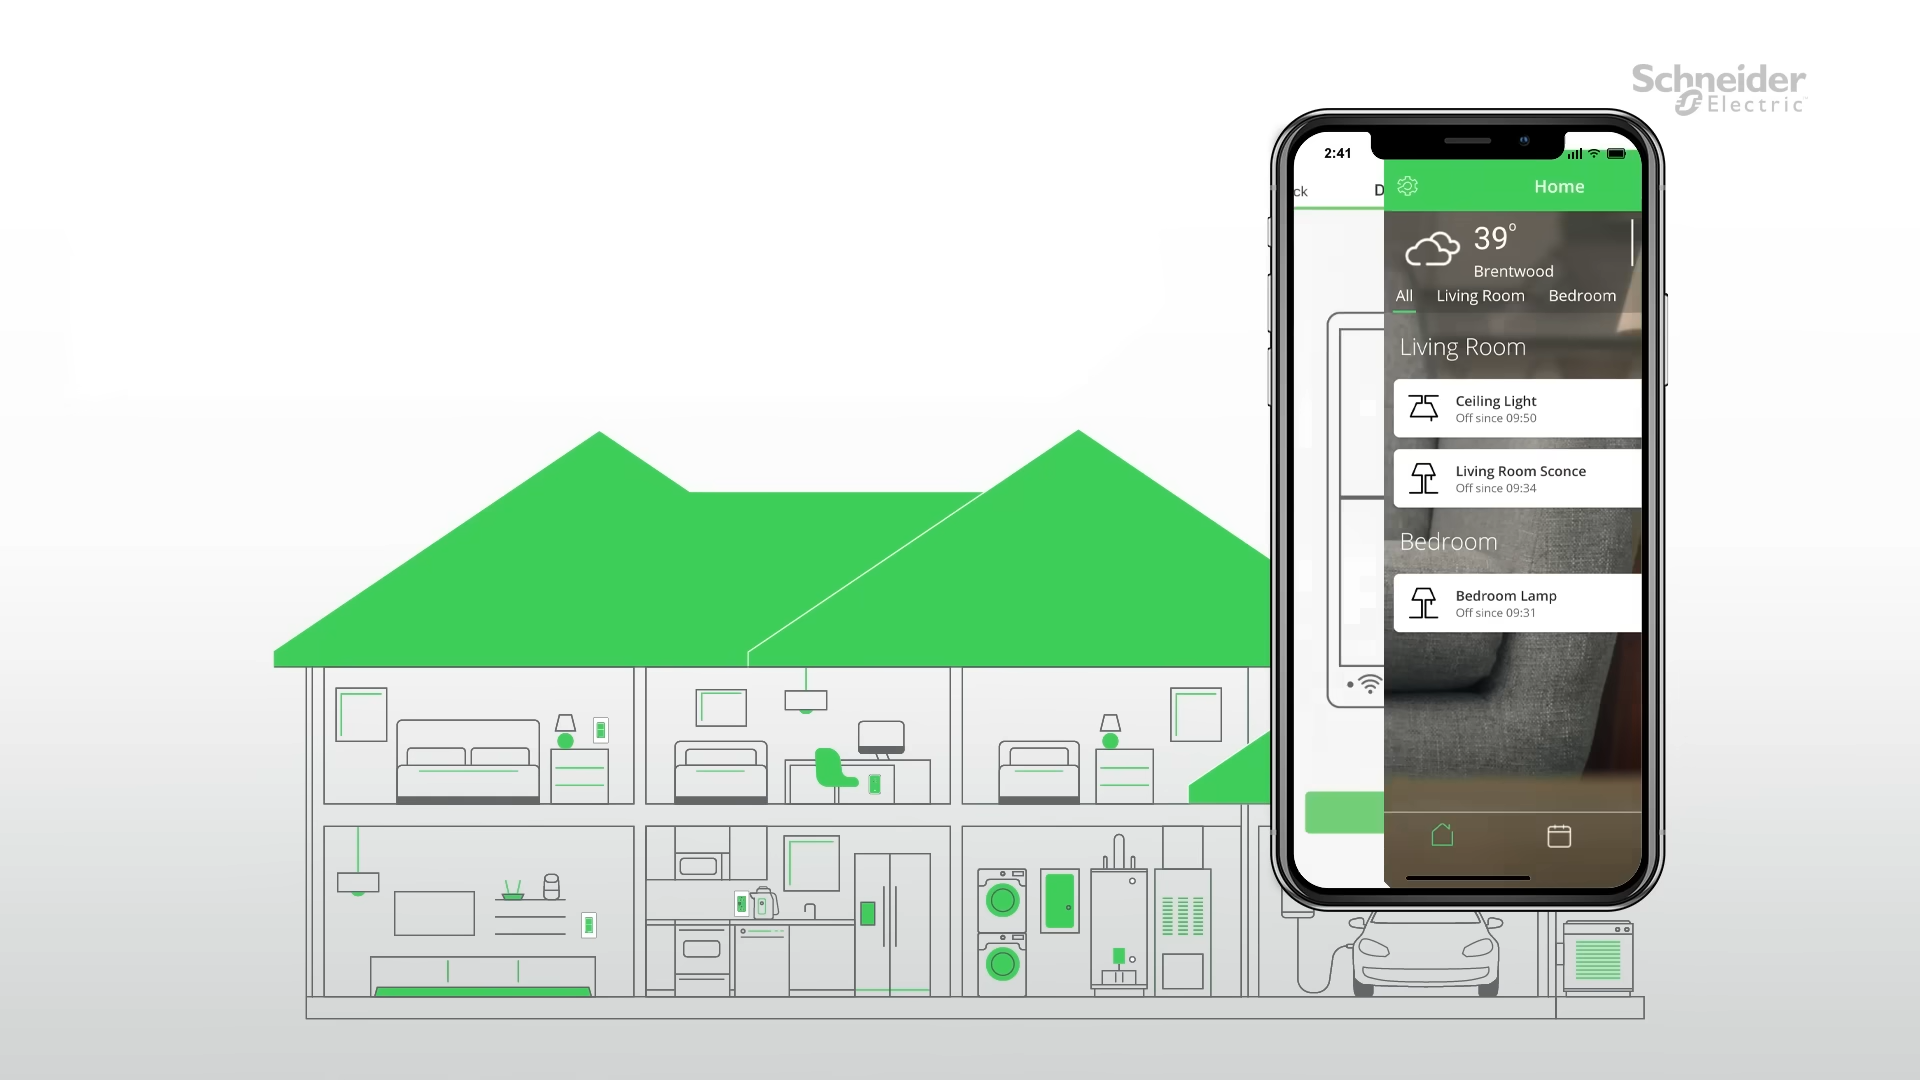 Schneider
Electric
2:41
ck
D
Home
39°
Brentwood
All Living Room Bedroom
Living Room
Ceiling Light
Off since 09:50
Living Room Sconce
Off since 09:34
Bedroom
Bedroom Lamp
Off since 09:31